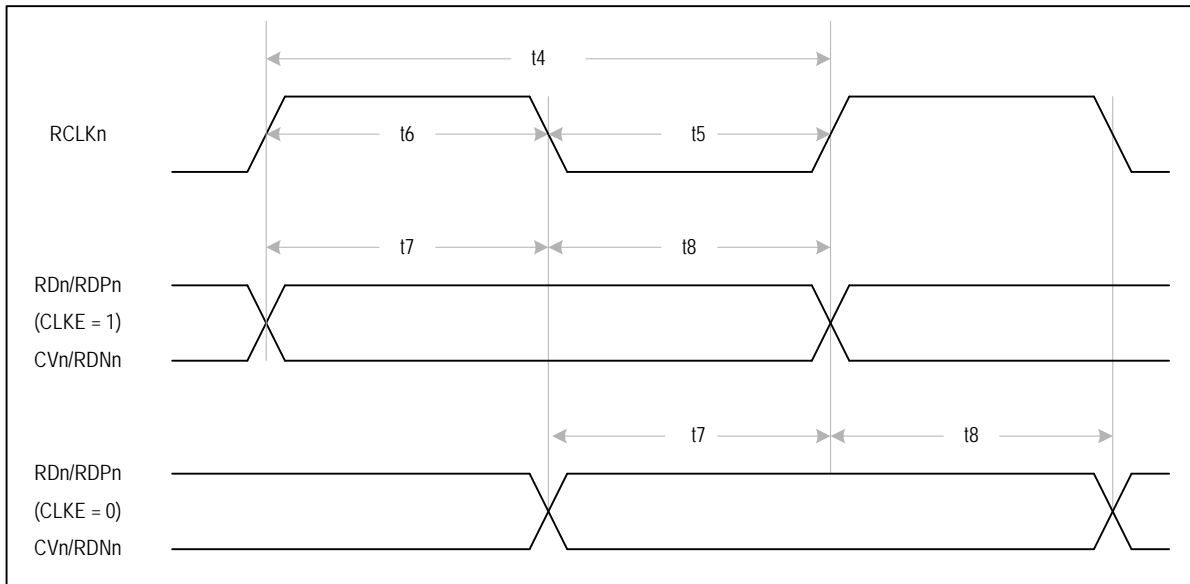 t4
RCLKn
t6
t5
t7
t8
RDn/RDPn
(CLKE = 1)
CVn/RDNn
t7
t8
RDn/RDPn
(CLKE = 0)
CVn/RDNn